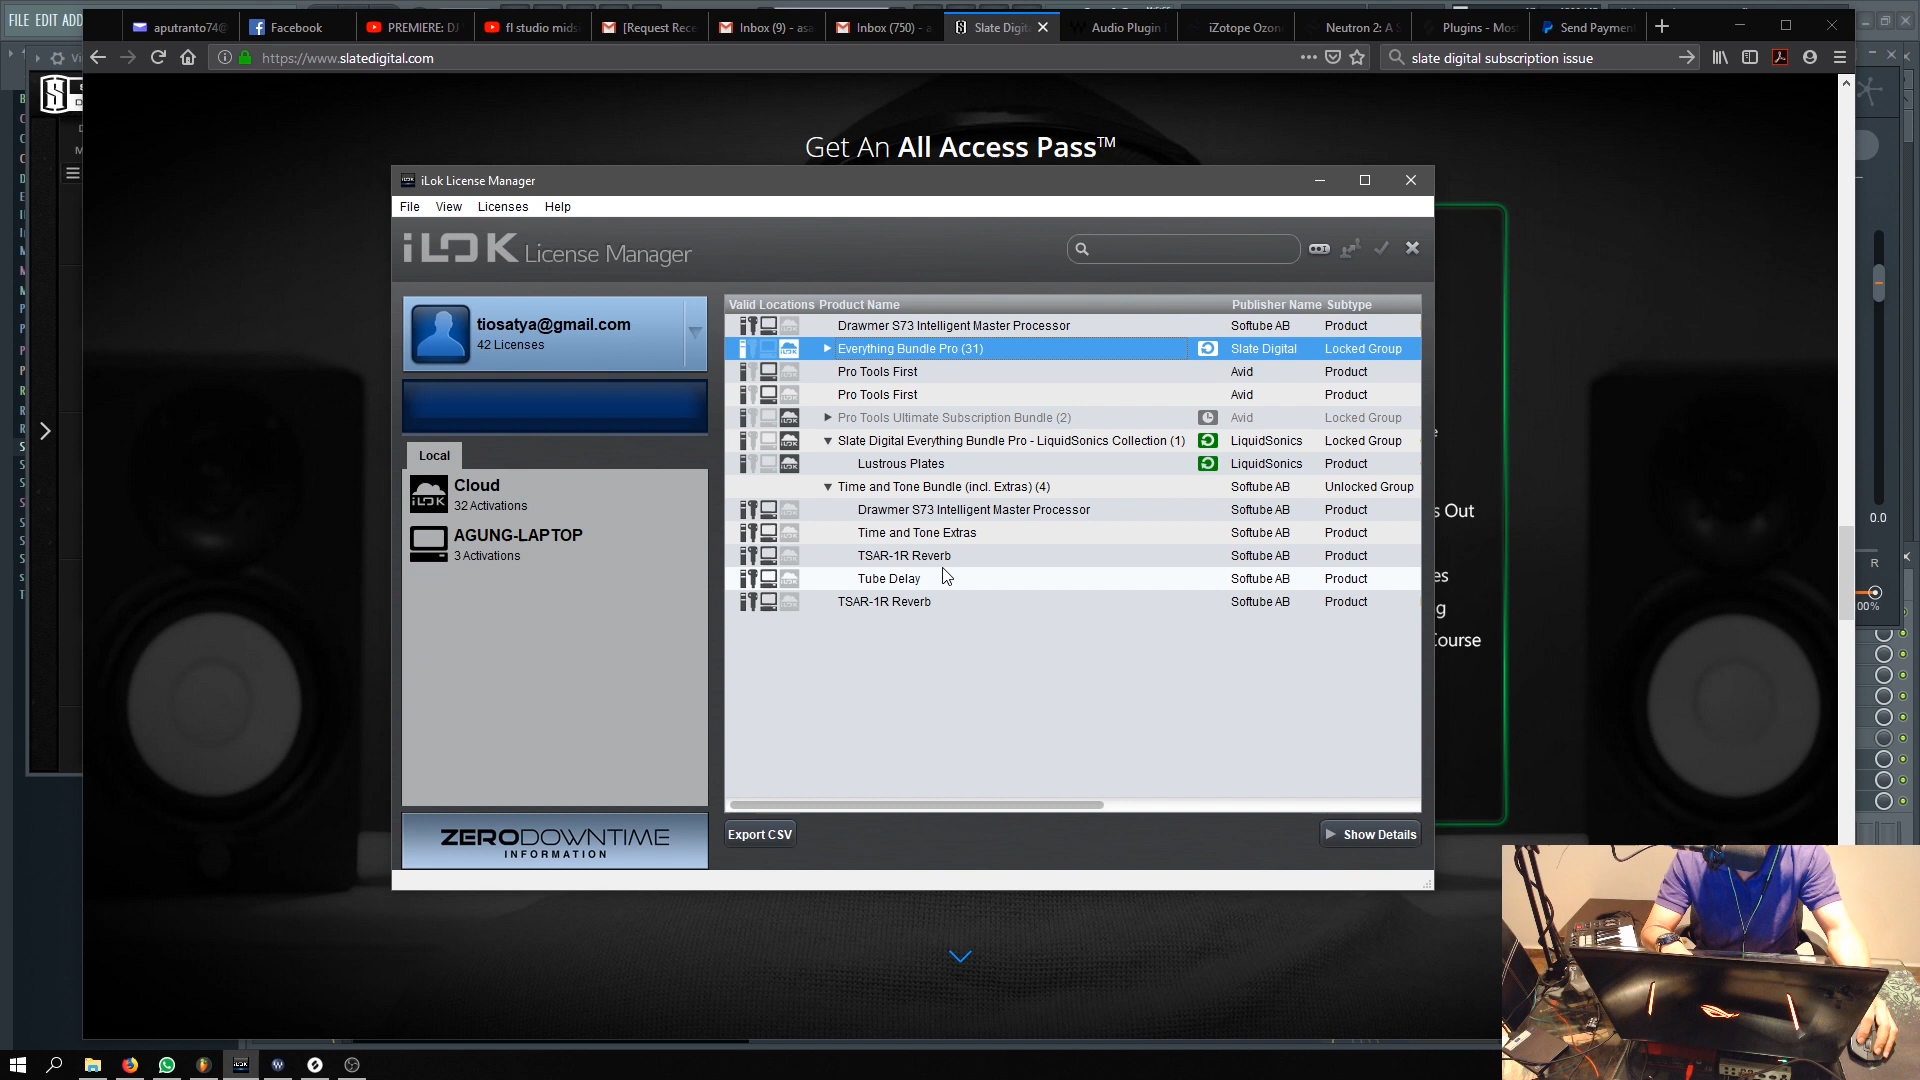 FILE EDIT ADD
aputranto74@
Facebook
PREMIERE: DJ
fl studio mids
[Request Rece
Inbox (9) - asa
Inbox (750) - a
Slate Digit
Audio Plugin
iZotope Ozon
Neutron 2: A S
Plugins - Mos
Send Paymen
https://www.slatedigital.com
slate digital subscription issue
Get An All Access Pass™
iLok License Manager
File View Licenses Help
iLOK License Manager
tiosatya@gmail.com
42 Licenses
Local
Cloud
32 Activations
AGUNG-LAPTOP
3 Activations
ZERODOWNTIME
INFORMATION
Valid Locations Product Name Publisher Name Subtype
Drawmer S73 Intelligent Master Processor Softube AB Product
Everything Bundle Pro (31) Slate Digital Locked Group
Pro Tools First Avid Product
Pro Tools First Avid Product
Pro Tools Ultimate Subscription Bundle (2) Avid Locked Group
Slate Digital Everything Bundle Pro - LiquidSonics Collection (1) LiquidSonics Locked Group
Lustrous Plates LiquidSonics Product
Time and Tone Bundle (incl. Extras) (4) Softube AB Unlocked Group
Drawmer S73 Intelligent Master Processor Softube AB Product
Time and Tone Extras Softube AB Product
TSAR-1R Reverb Softube AB Product
Tube Delay Softube AB Product
TSAR-1R Reverb Softube AB Product
Export CSV
Show Details
s Out
es
g
Course
0.0
R
00%